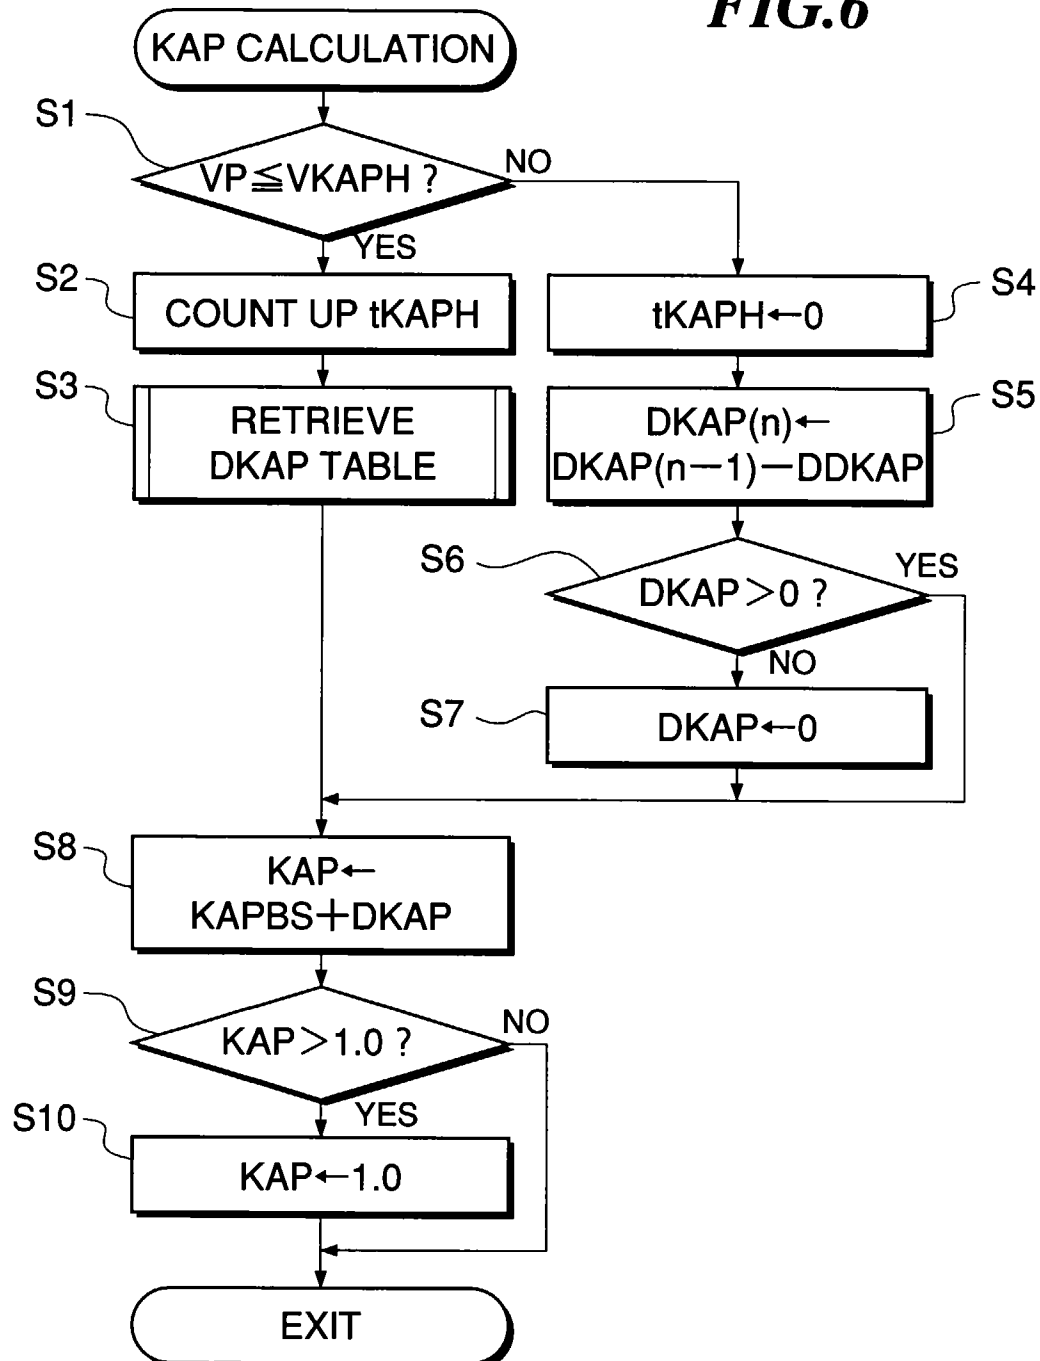 FIG.6
KAP CALCULATION
S1
VP≦VKAPH ?
NO
YES
S2
COUNT UP tKAPH
S4
tKAPH←0
S3
RETRIEVE
DKAP TABLE
S5
DKAP(n)←
DKAP(n−1)−DDKAP
S6
DKAP>0 ?
YES
NO
S7
DKAP←0
S8
KAP←
KAPBS+DKAP
S9
KAP>1.0 ?
NO
YES
S10
KAP←1.0
EXIT